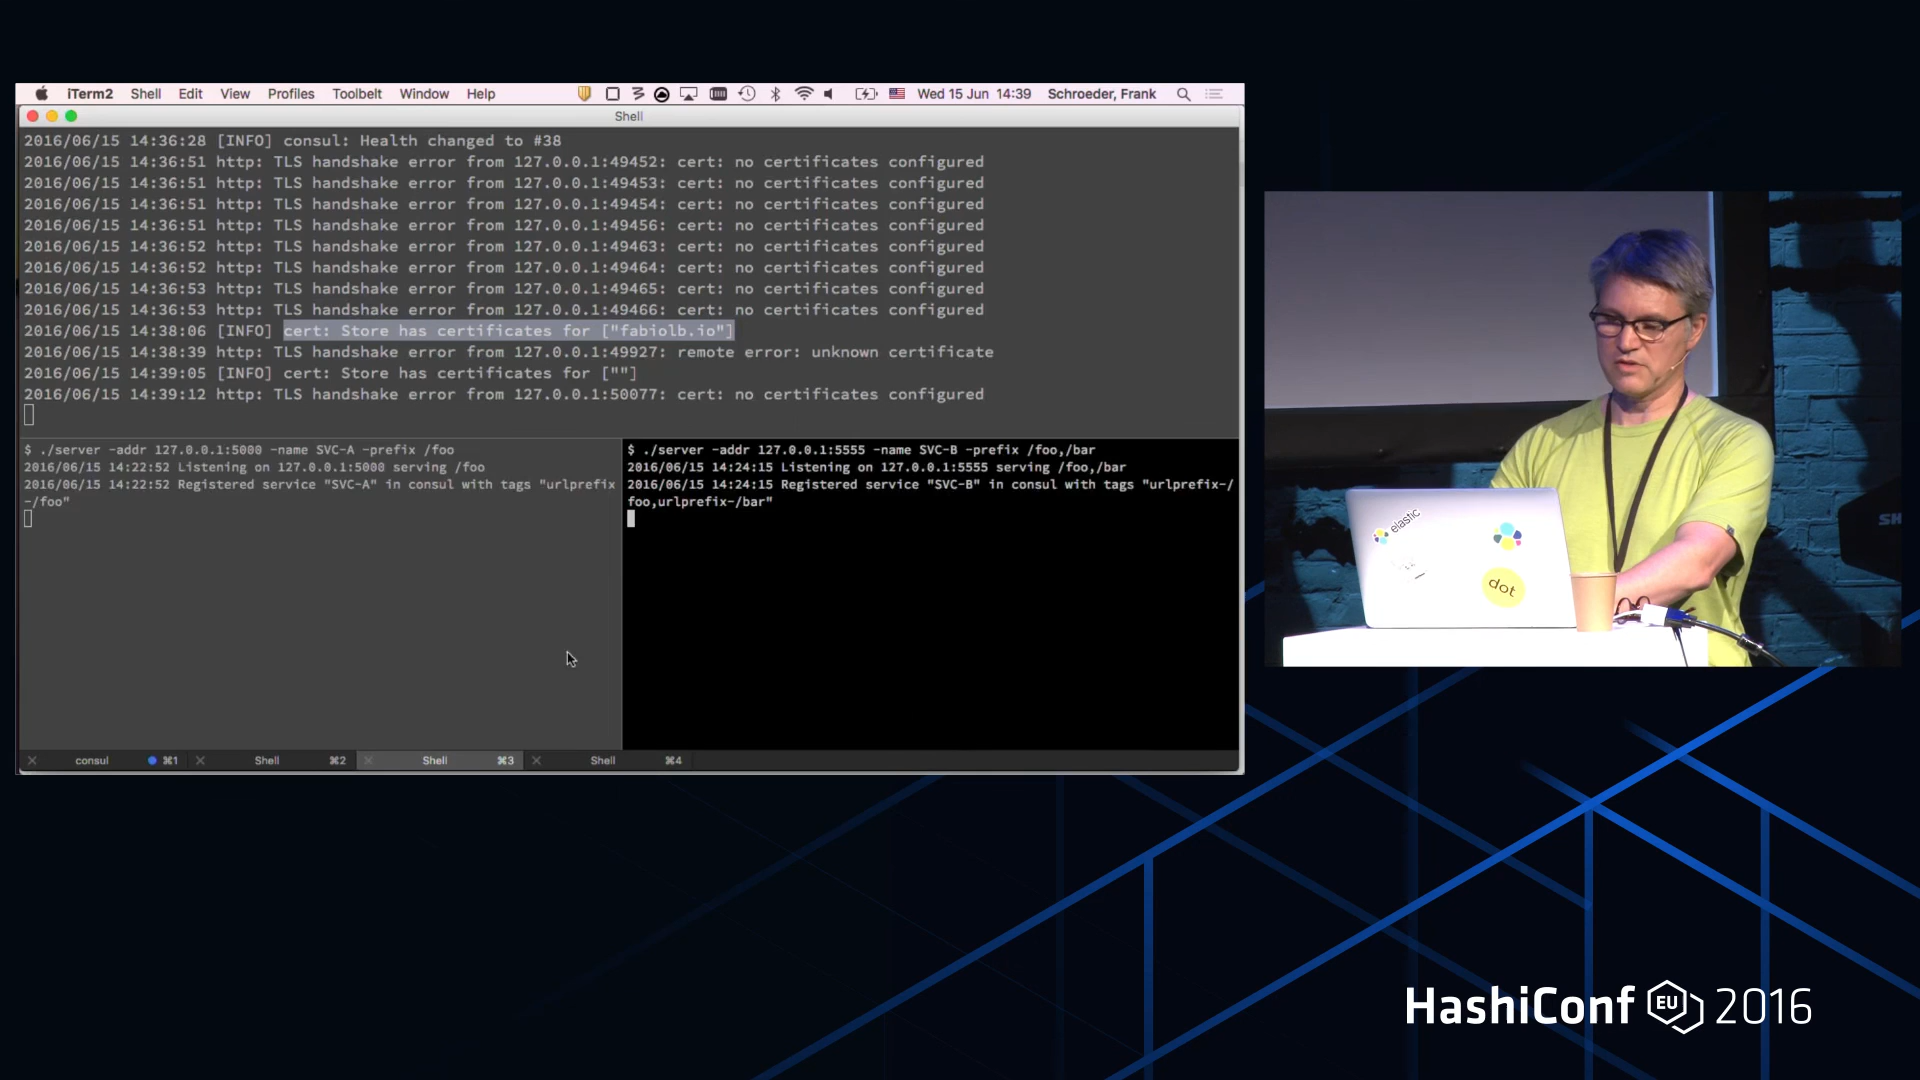 iTerm2 Shell Edit View Profiles Toolbelt Window Help Wed 15 Jun 14:39 Schroeder, Frank
Shell
2016/06/15 14:36:28 [INFO] consul: Health changed to #38
2016/06/15 14:36:51 http: TLS handshake error from 127.0.0.1:49452: cert: no certificates configured
2016/06/15 14:36:51 http: TLS handshake error from 127.0.0.1:49453: cert: no certificates configured
2016/06/15 14:36:51 http: TLS handshake error from 127.0.0.1:49454: cert: no certificates configured
2016/06/15 14:36:51 http: TLS handshake error from 127.0.0.1:49456: cert: no certificates configured
2016/06/15 14:36:52 http: TLS handshake error from 127.0.0.1:49463: cert: no certificates configured
2016/06/15 14:36:52 http: TLS handshake error from 127.0.0.1:49464: cert: no certificates configured
2016/06/15 14:36:53 http: TLS handshake error from 127.0.0.1:49465: cert: no certificates configured
2016/06/15 14:36:53 http: TLS handshake error from 127.0.0.1:49466: cert: no certificates configured
2016/06/15 14:38:06 [INFO] cert: Store has certificates for ["fabiolb.io"]
2016/06/15 14:38:39 http: TLS handshake error from 127.0.0.1:49927: remote error: unknown certificate
2016/06/15 14:39:05 [INFO] cert: Store has certificates for [""]
2016/06/15 14:39:12 http: TLS handshake error from 127.0.0.1:50077: cert: no certificates configured
$ ./server -addr 127.0.0.1:5000 -name SVC-A -prefix /foo
2016/06/15 14:22:52 Listening on 127.0.0.1:5000 serving /foo
2016/06/15 14:22:52 Registered service "SVC-A" in consul with tags "urlprefix
-/foo"
$ ./server -addr 127.0.0.1:5555 -name SVC-B -prefix /foo,/bar
2016/06/15 14:24:15 Listening on 127.0.0.1:5555 serving /foo,/bar
2016/06/15 14:24:15 Registered service "SVC-B" in consul with tags "urlprefix-/
foo,urlprefix-/bar"
consul ⌘1 Shell ⌘2 Shell ⌘3 Shell ⌘4
elastic
dot
SH
HashiConf EU 2016